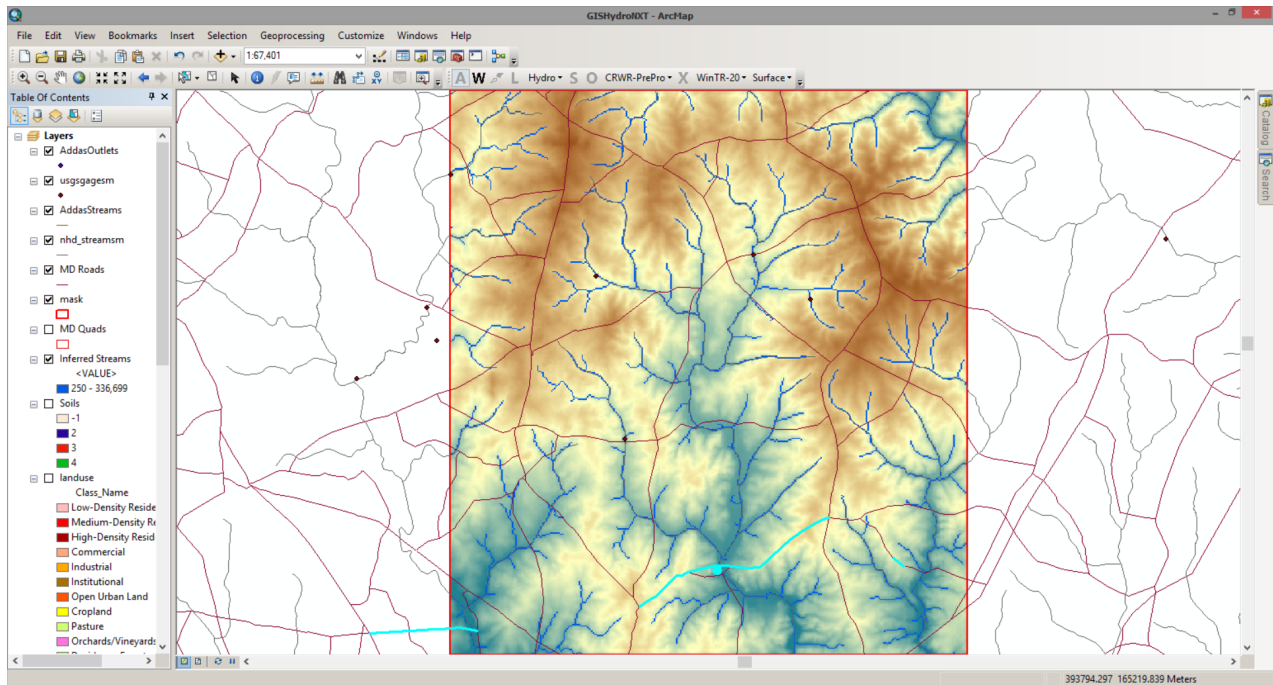 GISHydroNXT - ArcMap
File Edit View Bookmarks Insert Selection Geoprocessing Customize Windows Help
1:67,401
A W L Hydro S O CRWR-PrePro X WinTR-20 Surface
Table Of Contents
Layers
AddasOutlets
usgsgagesm
AddasStreams
nhd_streamsm
MD Roads
mask
MD Quads
Inferred Streams
<VALUE>
250 - 336,699
Soils
-1
2
3
4
landuse
Class_Name
Low-Density Reside
Medium-Density Re
High-Density Resid
Commercial
Industrial
Institutional
Open Urban Land
Cropland
Pasture
Orchards/Vineyards
Catalog
Search
393794.297 165219.839 Meters